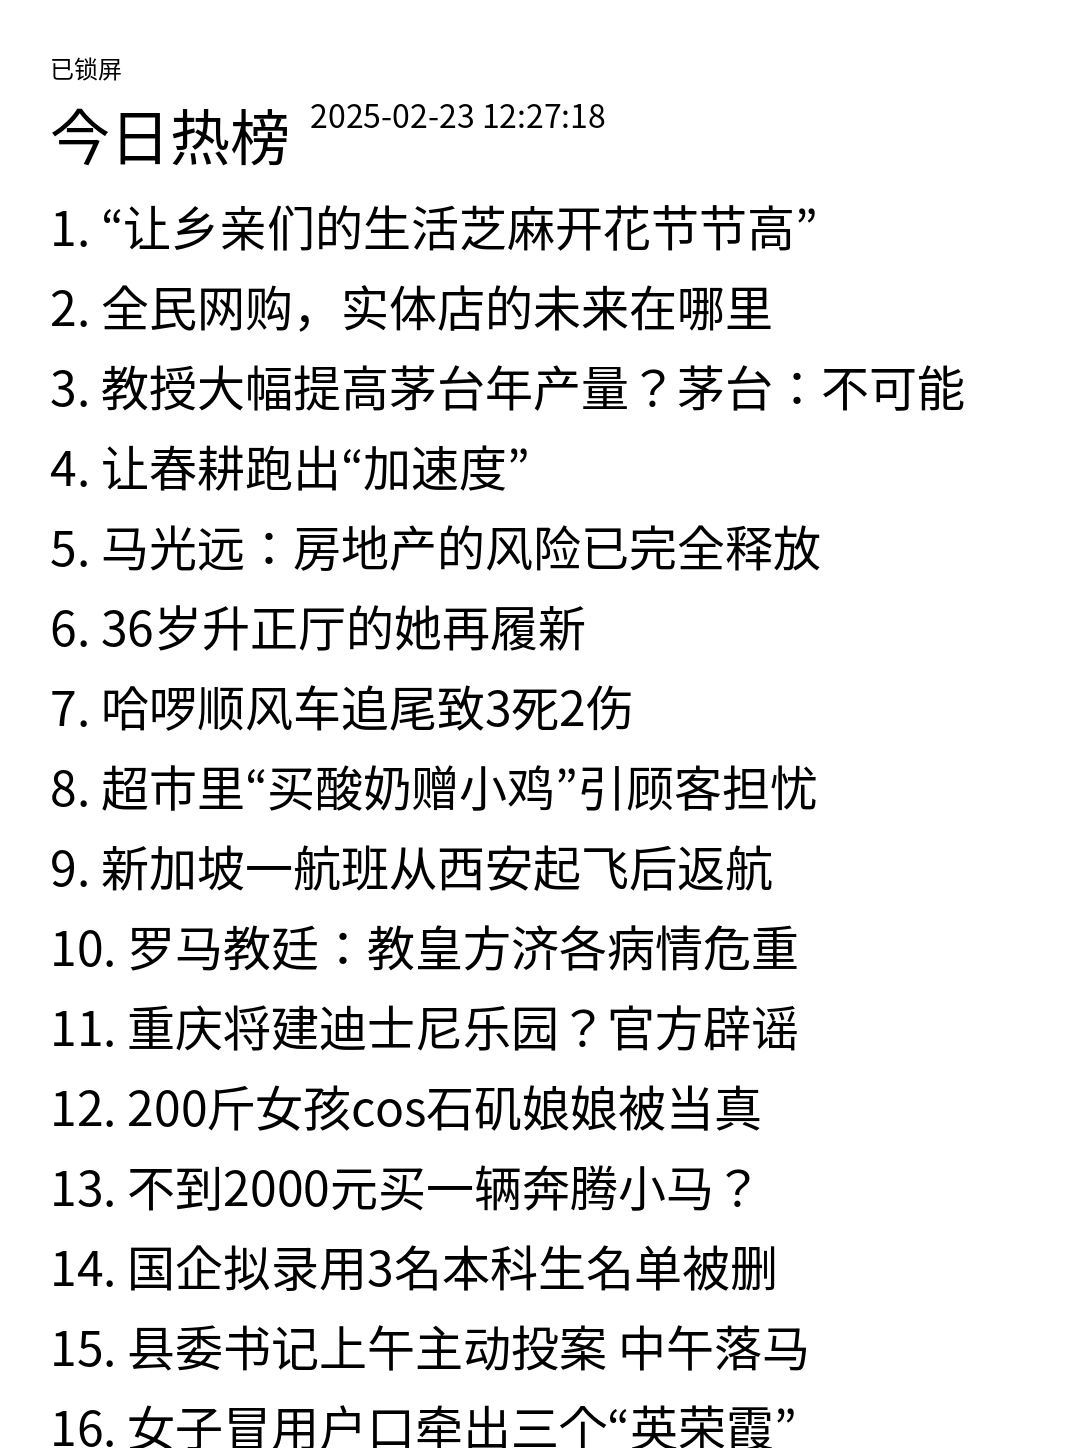 已锁屏
今日热榜 2025-02-23 12:27:18
1. “让乡亲们的生活芝麻开花节节高”
2. 全民网购，实体店的未来在哪里
3. 教授大幅提高茅台年产量？茅台：不可能
4. 让春耕跑出“加速度”
5. 马光远：房地产的风险已完全释放
6. 36岁升正厅的她再履新
7. 哈啰顺风车追尾致3死2伤
8. 超市里“买酸奶赠小鸡”引顾客担忧
9. 新加坡一航班从西安起飞后返航
10. 罗马教廷：教皇方济各病情危重
11. 重庆将建迪士尼乐园？官方辟谣
12. 200斤女孩cos石矶娘娘被当真
13. 不到2000元买一辆奔腾小马？
14. 国企拟录用3名本科生名单被删
15. 县委书记上午主动投案 中午落马
16. 女子冒用户口牵出三个“英荣霞”